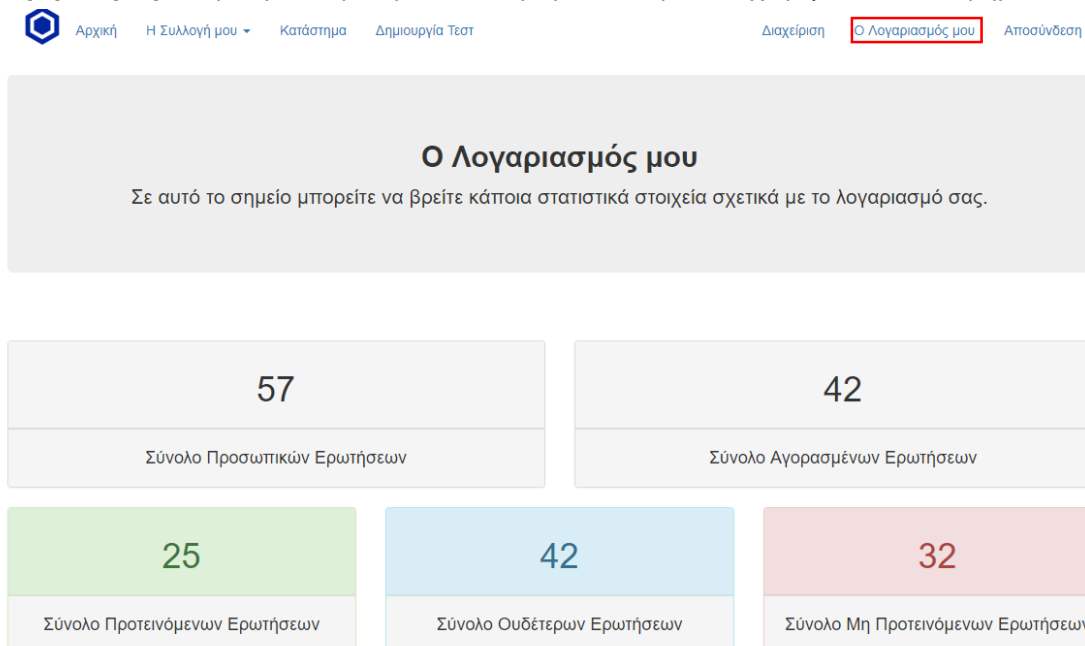 Αρχική Η Συλλογή μου Κατάστημα Δημιουργία Τεστ Διαχείριση Ο Λογαριασμός μου Αποσύνδεση
Ο Λογαριασμός μου
Σε αυτό το σημείο μπορείτε να βρείτε κάποια στατιστικά στοιχεία σχετικά με το λογαριασμό σας.
57 42
Σύνολο Προσωπικών Ερωτήσεων Σύνολο Αγορασμένων Ερωτήσεων
25 42 32
Σύνολο Προτεινόμενων Ερωτήσεων Σύνολο Ουδέτερων Ερωτήσεων Σύνολο Μη Προτεινόμενων Ερωτήσεων